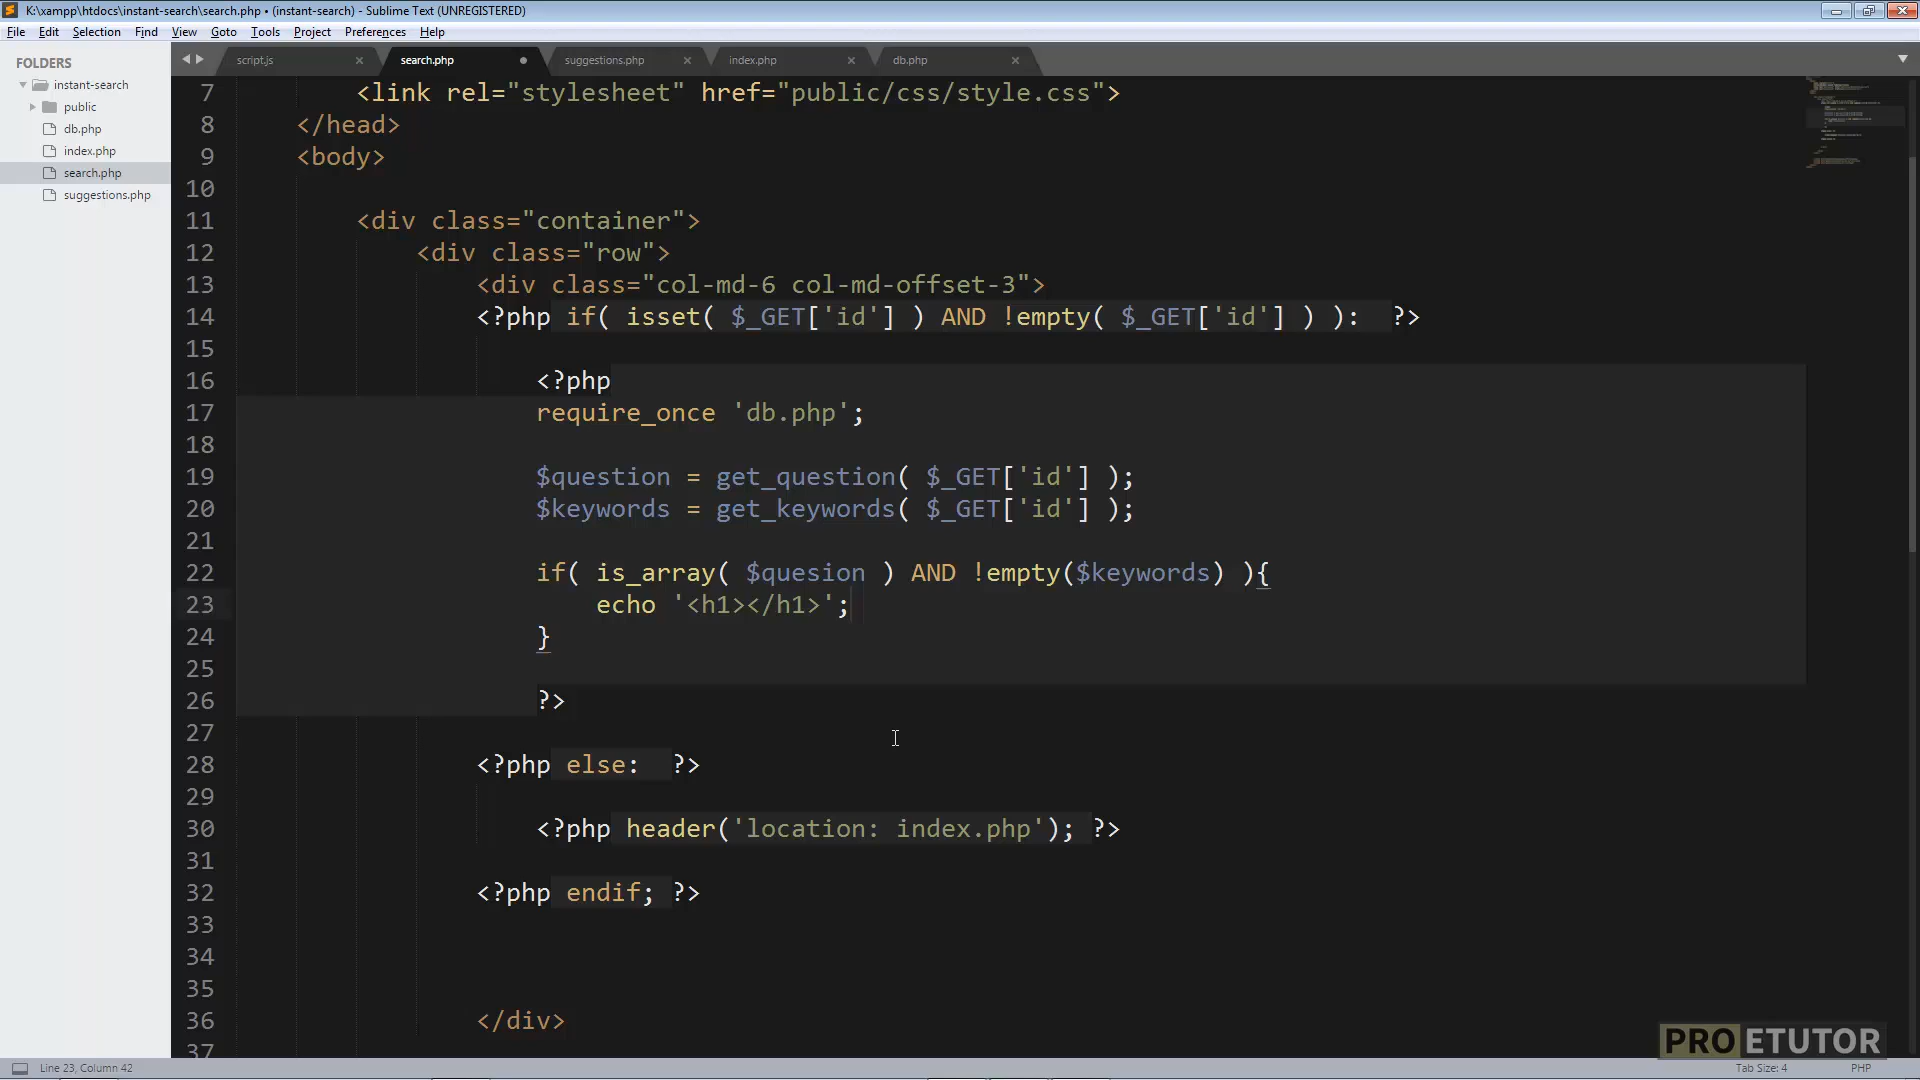 K:\xampp\htdocs\instant-search\search.php • (instant-search) - Sublime Text (UNREGISTERED)
File Edit Selection Find View Goto Tools Project Preferences Help
FOLDERS
instant-search
public
db.php
index.php
search.php
suggestions.php
script.js × search.php suggestions.php × index.php × db.php ×
7 <link rel="stylesheet" href="public/css/style.css">
8 </head>
9 <body>
10
11 <div class="container">
12 <div class="row">
13 <div class="col-md-6 col-md-offset-3">
14 <?php if( isset( $_GET['id'] ) AND !empty( $_GET['id'] ) ):  ?>
15
16 <?php
17 require_once 'db.php';
18
19 $question = get_question( $_GET['id'] );
20 $keywords = get_keywords( $_GET['id'] );
21
22 if( is_array( $quesion ) AND !empty($keywords) ){
23 echo '<h1></h1>';
24 }
25
26 ?>
27
28 <?php else:  ?>
29
30 <?php header('location: index.php'); ?>
31
32 <?php endif; ?>
33
34
35
36 </div>
37
PRO ETUTOR
Line 23, Column 42
Tab Size: 4
PHP